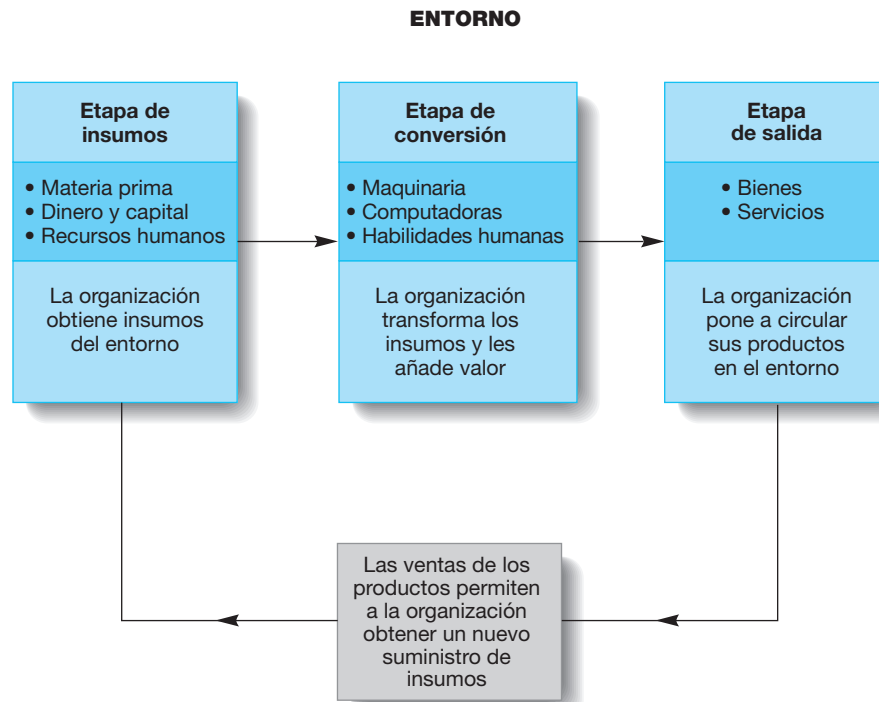 ENTORNO
Etapa de
insumos
• Materia prima
• Dinero y capital
• Recursos humanos
La organización
obtiene insumos
del entorno
Etapa de
conversión
• Maquinaria
• Computadoras
• Habilidades humanas
La organización
transforma los
insumos y les
añade valor
Etapa
de salida
• Bienes
• Servicios
La organización
pone a circular
sus productos
en el entorno
Las ventas de los
productos permiten
a la organización
obtener un nuevo
suministro de
insumos